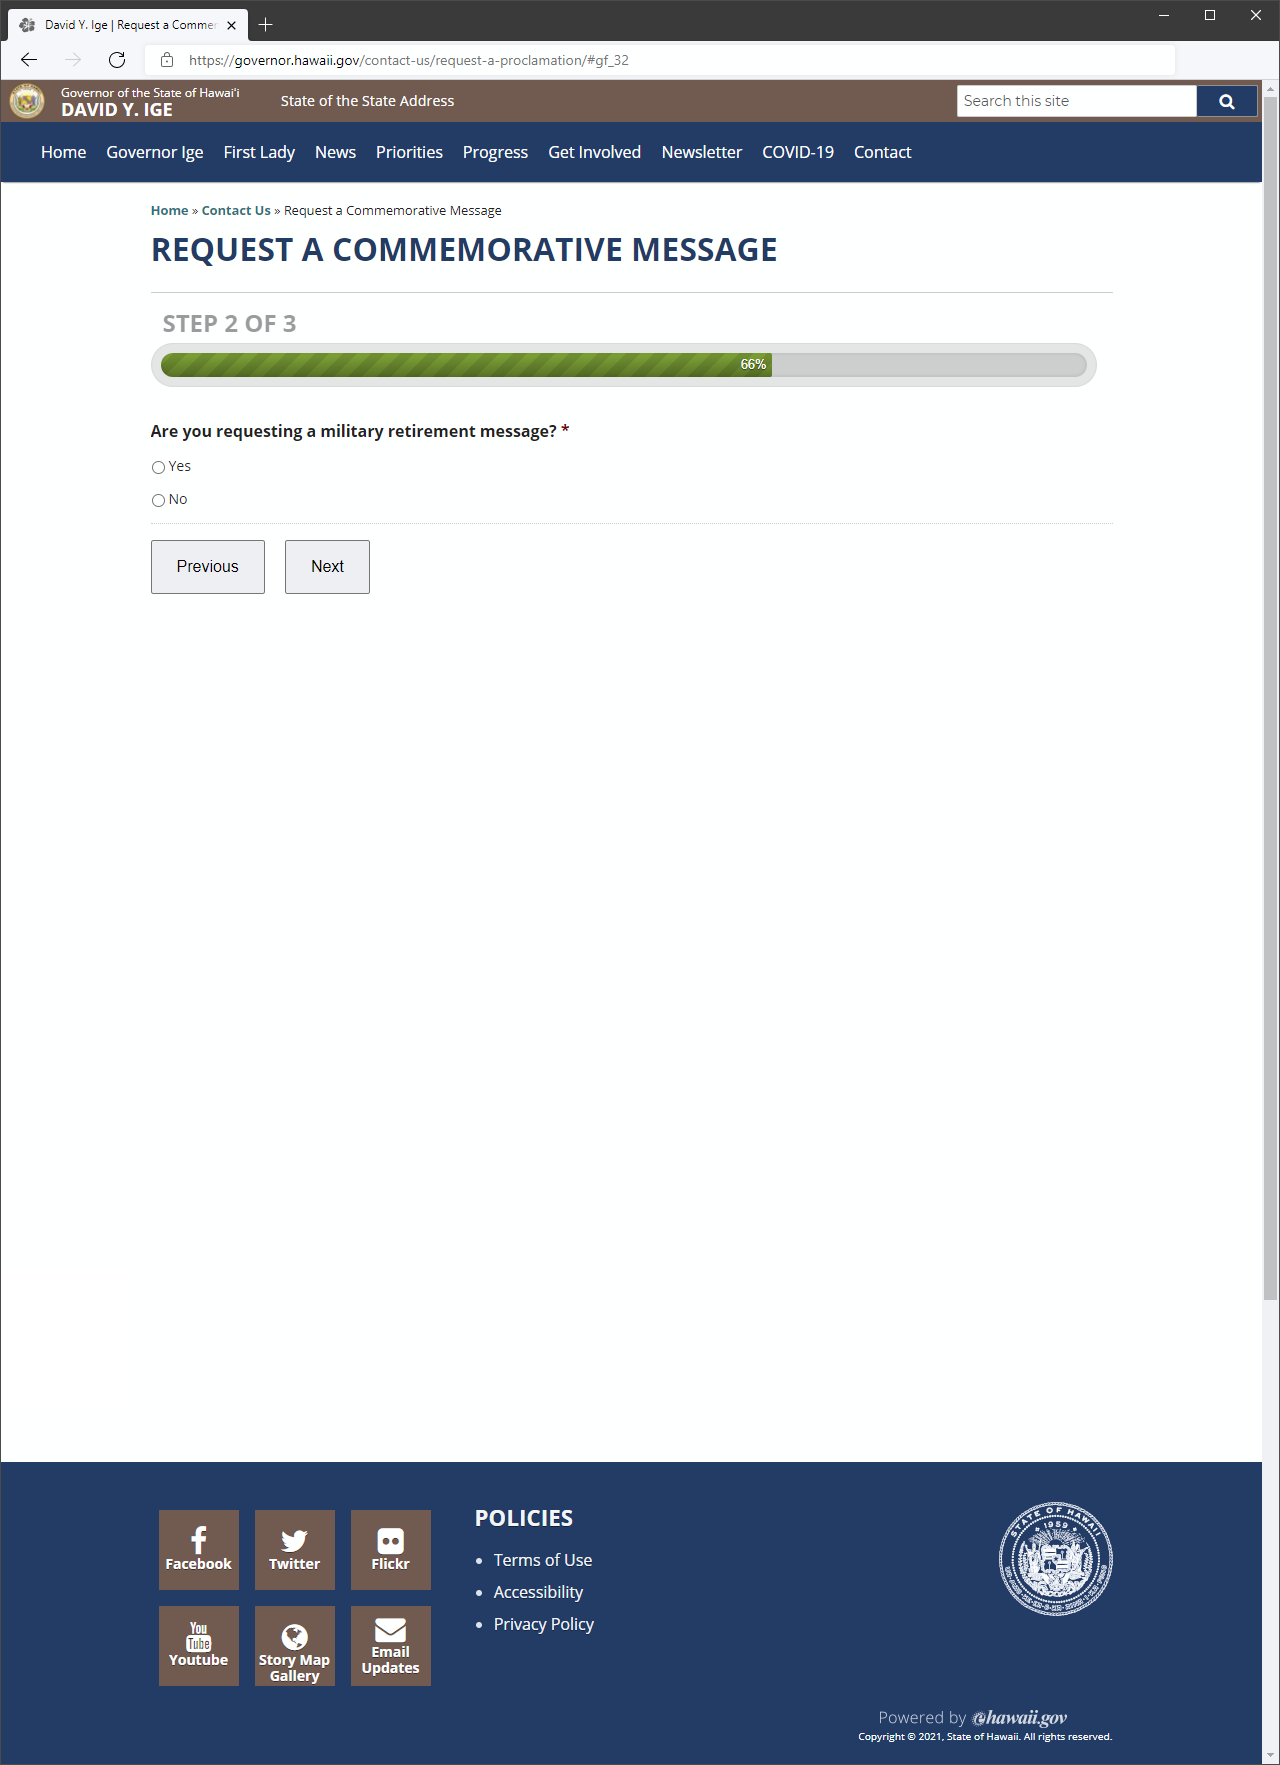 David Y. Ige | Request a Commer
https://governor.hawaii.gov/contact-us/request-a-proclamation/#gf_32
Governor of the State of Hawaiʻi
DAVID Y. IGE
State of the State Address
Search this site
Home Governor Ige First Lady News Priorities Progress Get Involved Newsletter COVID-19 Contact
Home » Contact Us » Request a Commemorative Message
REQUEST A COMMEMORATIVE MESSAGE
STEP 2 OF 3
66%
Are you requesting a military retirement message? *
Yes
No
Previous Next
Facebook Twitter Flickr
You
Tube
Youtube
Story Map
Gallery
Email
Updates
POLICIES
• Terms of Use
• Accessibility
• Privacy Policy
STATE OF HAWAII
1959
Powered by ehawaii.gov
Copyright © 2021, State of Hawaii. All rights reserved.